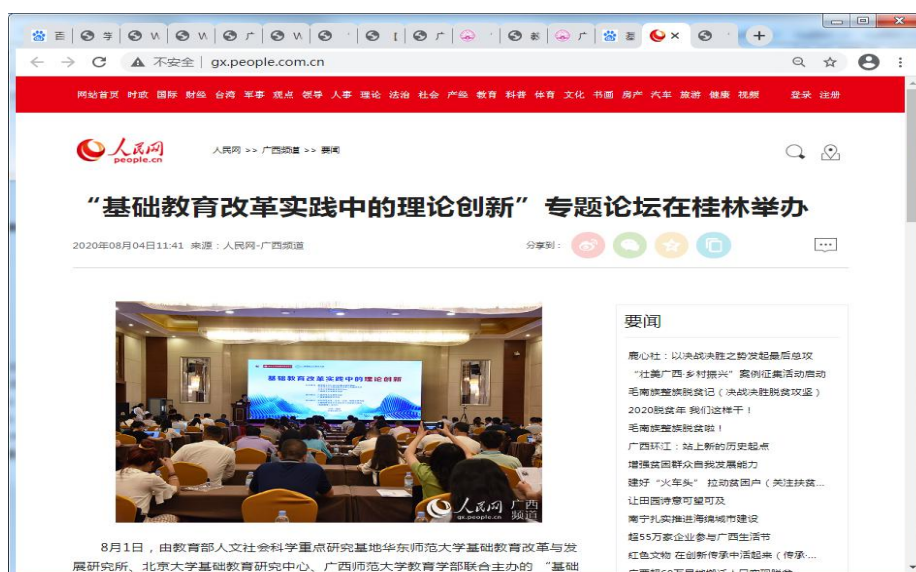 不安全 gx.people.com.cn
网站首页 时政 国际 财经 台湾 军事 观点 领导 人事 理论 法治 社会 产经 教育 科普 体育 文化 书画 房产 汽车 旅游 健康 视频 登录 注册
人民网
people.cn
人民网 >> 广西频道 >> 要闻
“基础教育改革实践中的理论创新”专题论坛在桂林举办
2020年08月04日11:41 来源：人民网-广西频道
分享到：
基础教育改革实践中的理论创新
人民网 广西频道
gx.people.cn
8月1日，由教育部人文社会科学重点研究基地华东师范大学基础教育改革与发
展研究所、北京大学基础教育研究中心、广西师范大学教育学部联合主办的 “基础
要闻
鹿心社：以决战决胜之势发起最后总攻
“壮美广西·乡村振兴”案例征集活动启动
毛南族整族脱贫记（决战决胜脱贫攻坚）
2020脱贫年 我们这样干！
毛南族整族脱贫啦！
广西环江：站上新的历史起点
增强贫困群众自我发展能力
建好“火车头” 拉动贫困户（关注扶贫...
让田园诗意可望可及
南宁扎实推进海绵城市建设
超55万家企业参与广西生活节
红色文物 在创新传承中活起来（传承·...